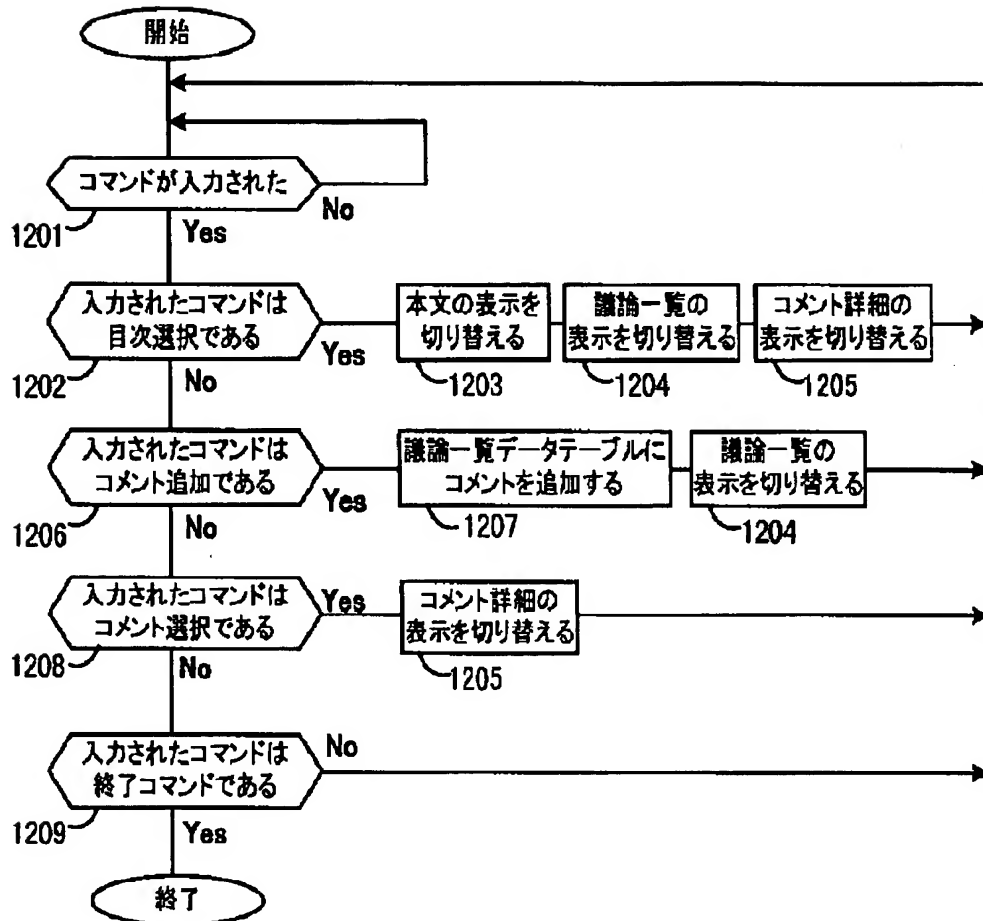 開始
コマンドが入力された
No
1201
Yes
入力されたコマンドは
目次選択である
Yes
1202
No
本文の表示を
切り替える
1203
議論一覧の
表示を切り替える
1204
コメント詳細の
表示を切り替える
1205
入力されたコマンドは
コメント追加である
Yes
1206
No
議論一覧データテーブルに
コメントを追加する
1207
議論一覧の
表示を切り替える
1204
入力されたコマンドは
コメント選択である
Yes
1208
No
コメント詳細の
表示を切り替える
1205
入力されたコマンドは
終了コマンドである
No
1209
Yes
終了